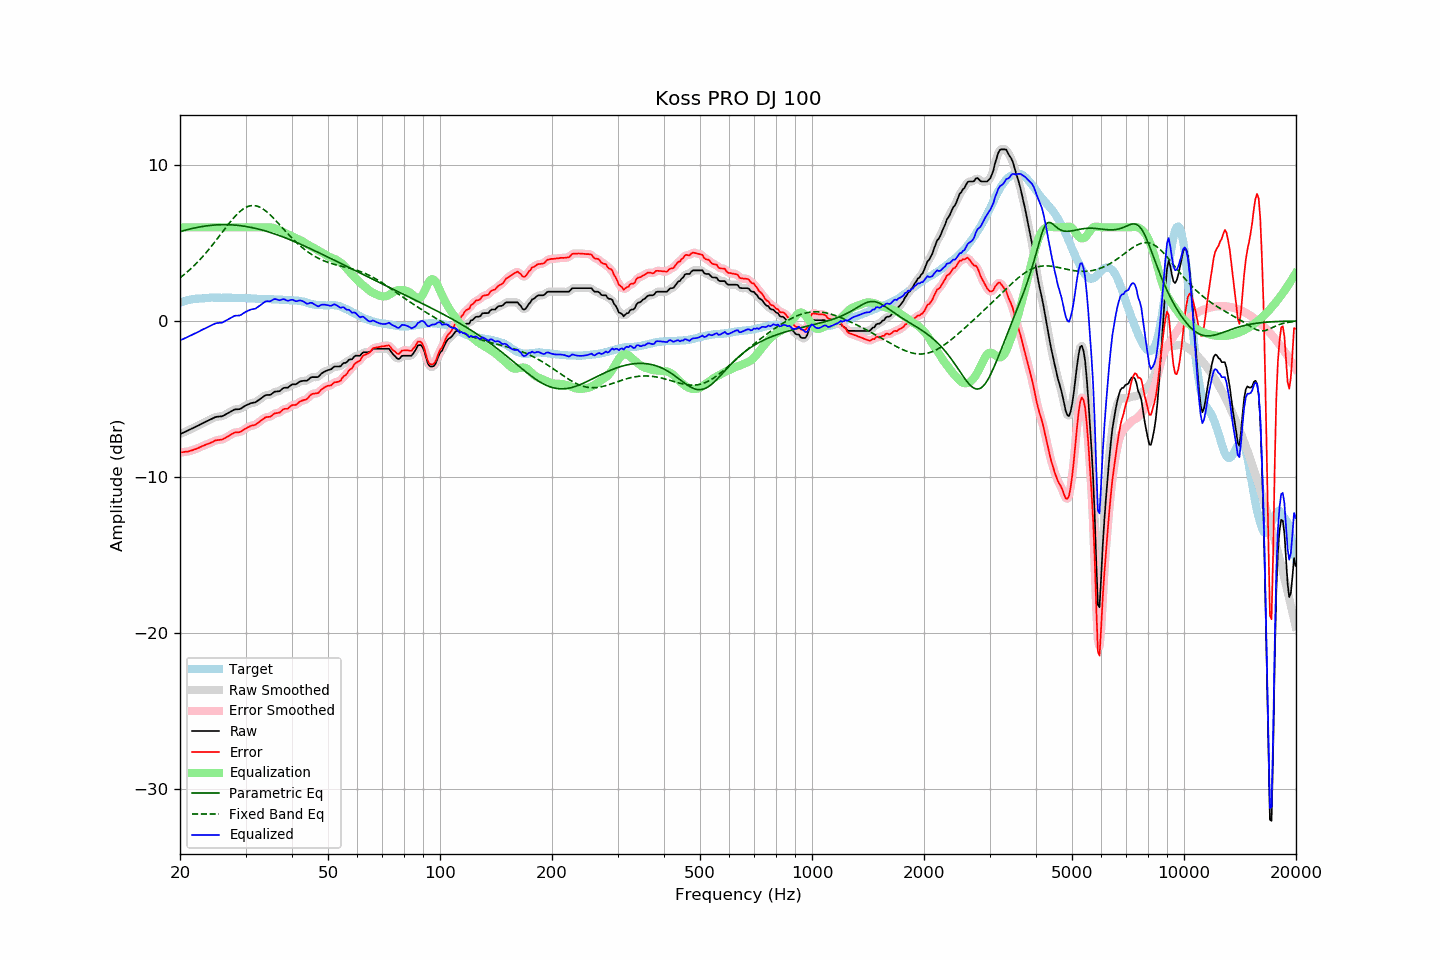 Koss PRO DJ 100
Amplitude (dBr)
10
0
−10
−20
−30
Target
Raw Smoothed
Error Smoothed
Raw
Error
Equalization
Parametric Eq
Fixed Band Eq
Equalized
20 50 100 200 500 1000 2000 5000 10000 20000
Frequency (Hz)